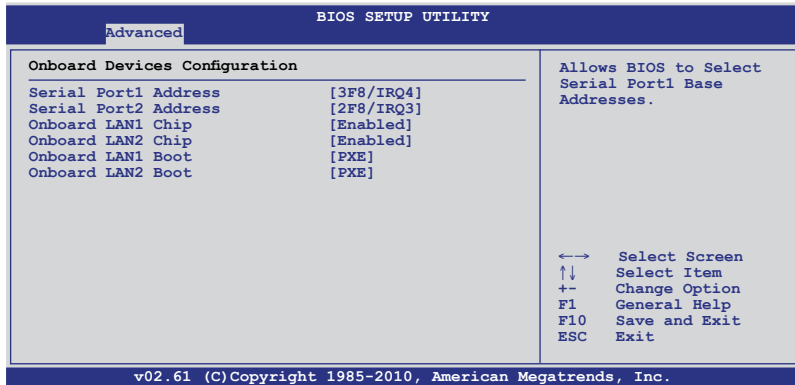 BIOS SETUP UTILITY
Advanced
Onboard Devices Configuration
Serial Port1 Address [3F8/IRQ4]
Serial Port2 Address [2F8/IRQ3]
Onboard LAN1 Chip [Enabled]
Onboard LAN2 Chip [Enabled]
Onboard LAN1 Boot [PXE]
Onboard LAN2 Boot [PXE]
Allows BIOS to Select
Serial Port1 Base
Addresses.
←→ Select Screen
↑↓ Select Item
+- Change Option
F1 General Help
F10 Save and Exit
ESC Exit
v02.61 (C)Copyright 1985-2010, American Megatrends, Inc.